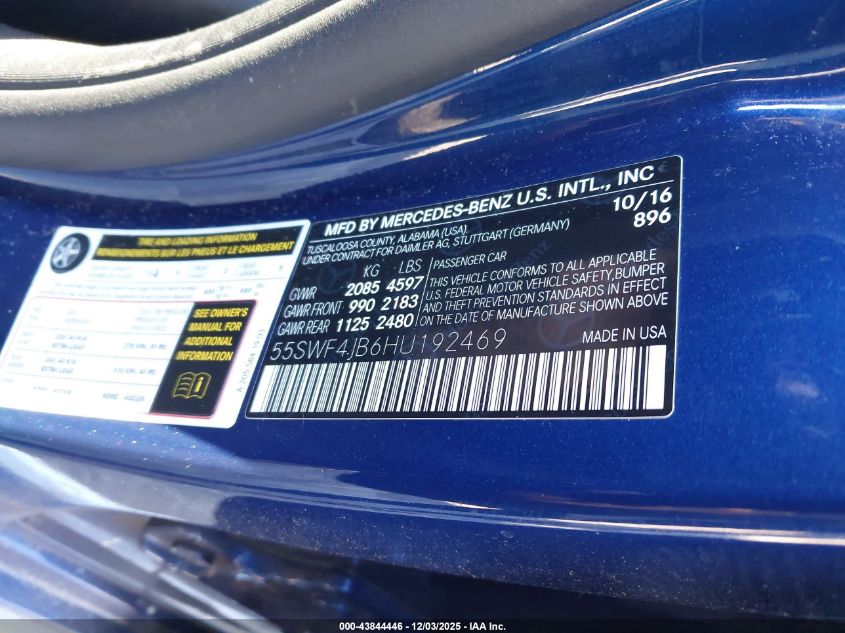 MFD BY MERCEDES-BENZ U.S. INTL., INC
TUSCALOOSA COUNTY, ALABAMA (USA) 10/16
UNDER CONTRACT FOR DAIMLER AG, STUTTGART (GERMANY) 896
KG LBS PASSENGER CAR
GVWR 2085 4597 THIS VEHICLE CONFORMS TO ALL APPLICABLE
GAWR FRONT 990 2183 U.S. FEDERAL MOTOR VEHICLE SAFETY, BUMPER
GAWR REAR 1125 2480 AND THEFT PREVENTION STANDARDS IN EFFECT
ON THE DATE OF MANUFACTURE SHOWN ABOVE
55SWF4JB6HU192469 MADE IN USA
TIRE AND LOADING INFORMATION
RENSEIGNEMENTS SUR LES PNEUS ET LE CHARGEMENT
SEE OWNER'S
MANUAL FOR
ADDITIONAL
INFORMATION
A 205 584 19 03
000-43844446 - 12/03/2025 - IAA Inc.